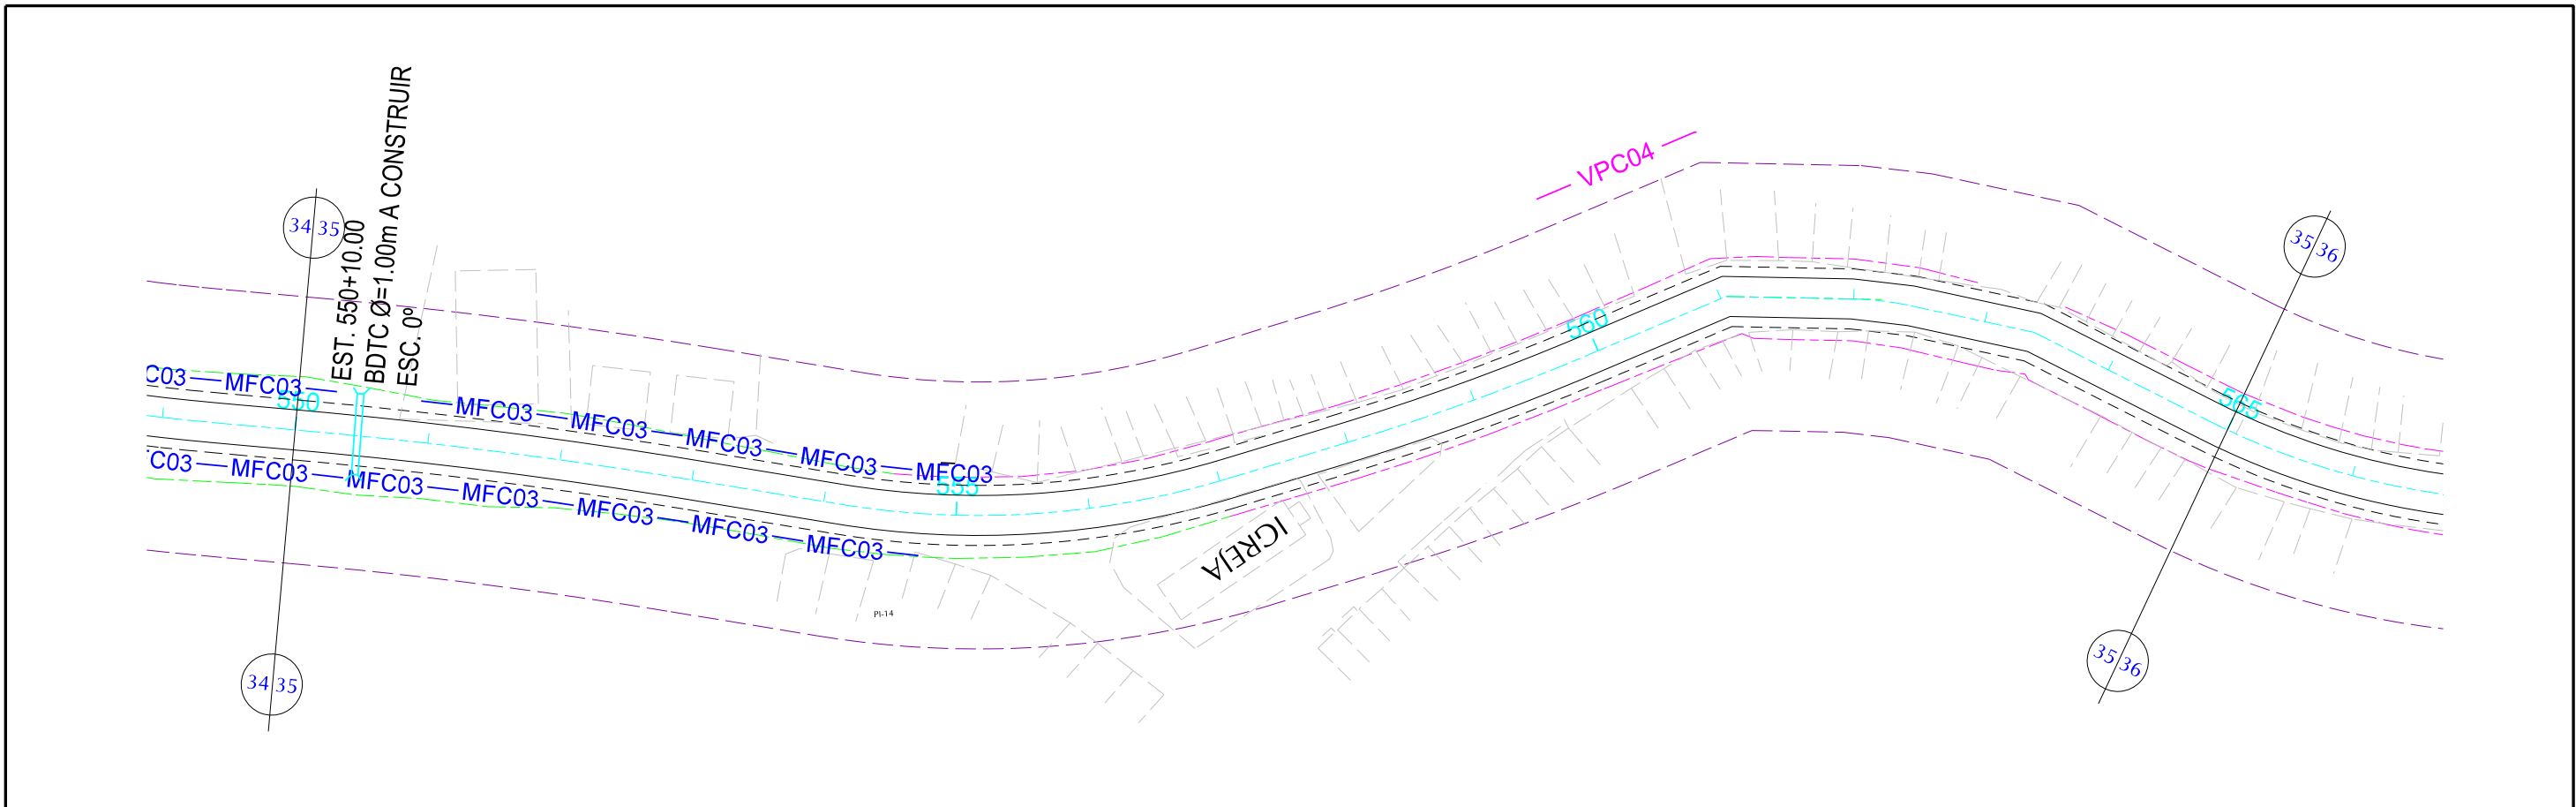 VPC04
34 35
EST. 550+10.00
BDTC Ø=1.00m A CONSTRUIR
ESC. 0º
35 36
560
C03 MFC03
550
MFC03 MFC03 MFC03 MFC03 MFC03
565
555
C03 MFC03 MFC03 MFC03 MFC03 MFC03 MFC03
IGREJA
PI-14
34 35
35 36